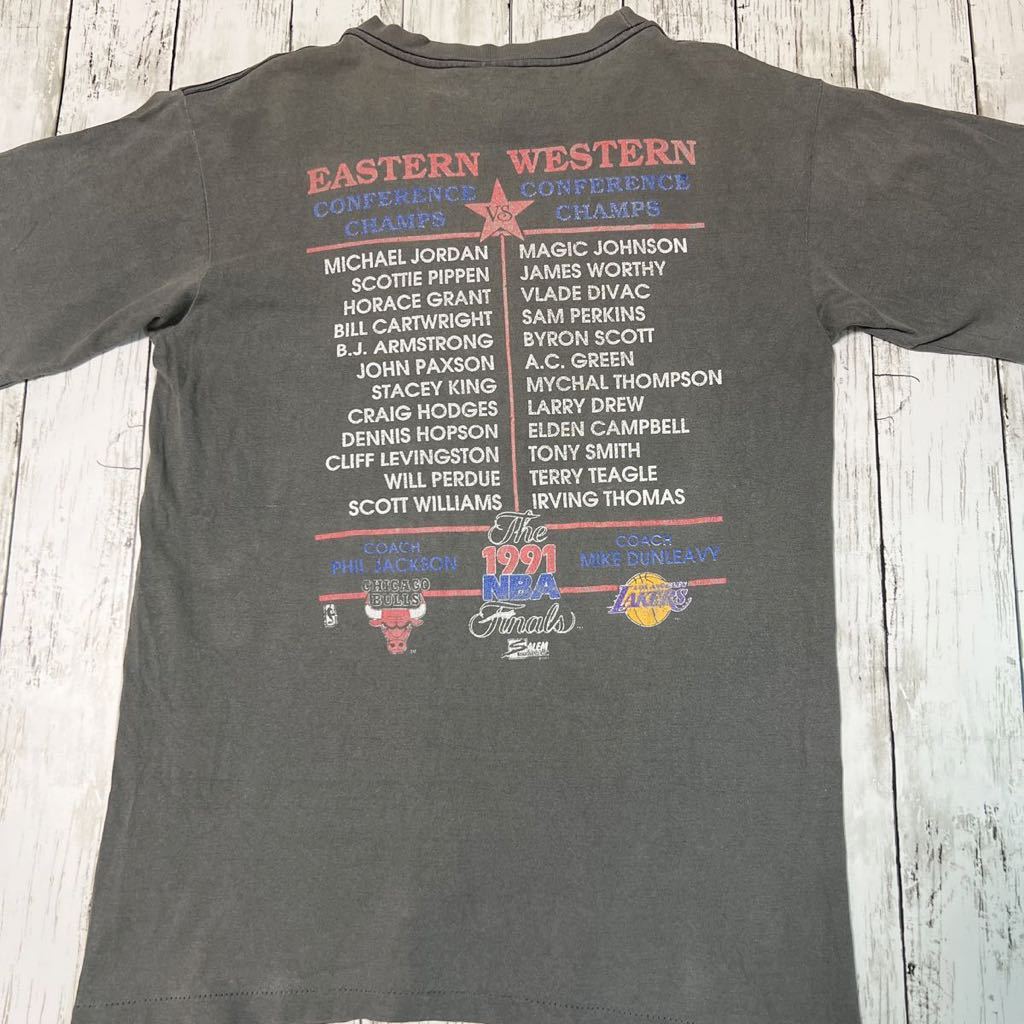 EASTERN WESTERN
CONFERENCE CHAMPS VS CONFERENCE CHAMPS
MICHAEL JORDAN
SCOTTIE PIPPEN
HORACE GRANT
BILL CARTWRIGHT
B.J. ARMSTRONG
JOHN PAXSON
STACEY KING
CRAIG HODGES
DENNIS HOPSON
CLIFF LEVINGSTON
WILL PERDUE
SCOTT WILLIAMS
MAGIC JOHNSON
JAMES WORTHY
VLADE DIVAC
SAM PERKINS
BYRON SCOTT
A.C. GREEN
MYCHAL THOMPSON
LARRY DREW
ELDEN CAMPBELL
TONY SMITH
TERRY TEAGLE
IRVING THOMAS
COACH
PHIL JACKSON
The
1991
NBA
Finals
COACH
MIKE DUNLEAVY
CHICAGO
BULLS
LAKERS
SALEM